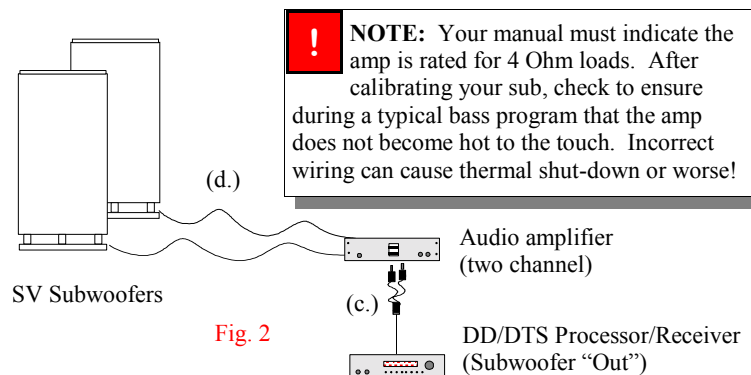 ! NOTE: Your manual must indicate the
amp is rated for 4 Ohm loads. After
calibrating your sub, check to ensure
during a typical bass program that the amp
does not become hot to the touch. Incorrect
wiring can cause thermal shut-down or worse!
(d.)
Audio amplifier
(two channel)
SV Subwoofers
(c.)
Fig. 2
DD/DTS Processor/Receiver
(Subwoofer “Out”)